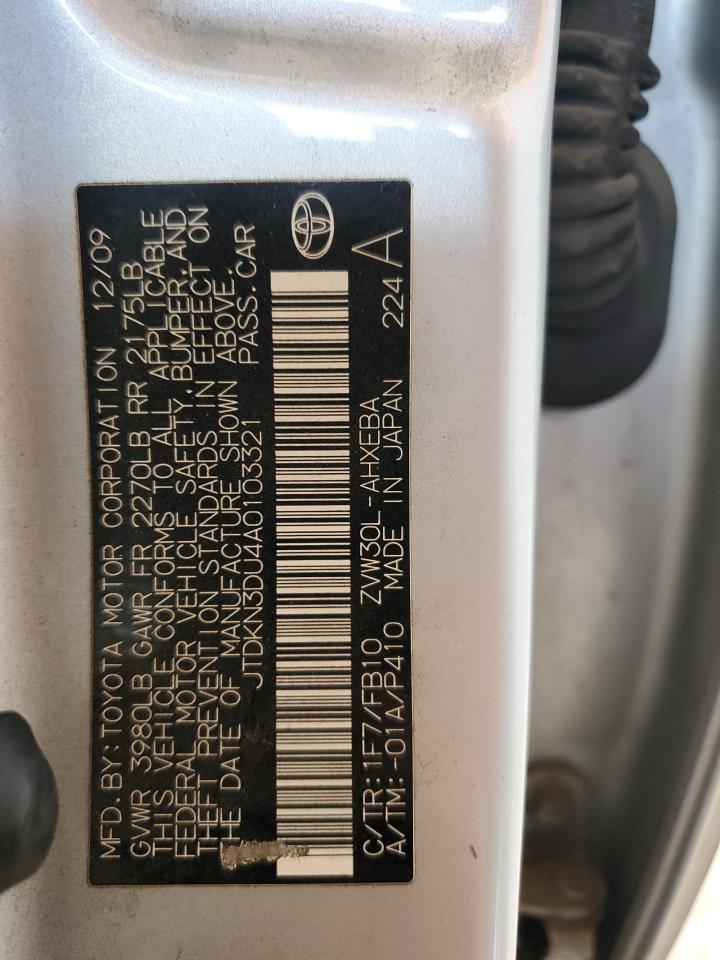 MFD. BY: TOYOTA MOTOR CORPORATION 12/09
GVWR 3980LB GAWR FR 2270LB RR 2175LB
THIS VEHICLE CONFORMS TO ALL APPLICABLE
FEDERAL MOTOR VEHICLE SAFETY, BUMPER, AND
THEFT PREVENTION STANDARDS IN EFFECT ON
THE DATE OF MANUFACTURE SHOWN ABOVE.
JTDKN3DU4A0103321 PASS. CAR
C/TR: 1F7/FB10 ZVW30L-AHXEBA
A/TM: -01A/P410 MADE IN JAPAN 224 A